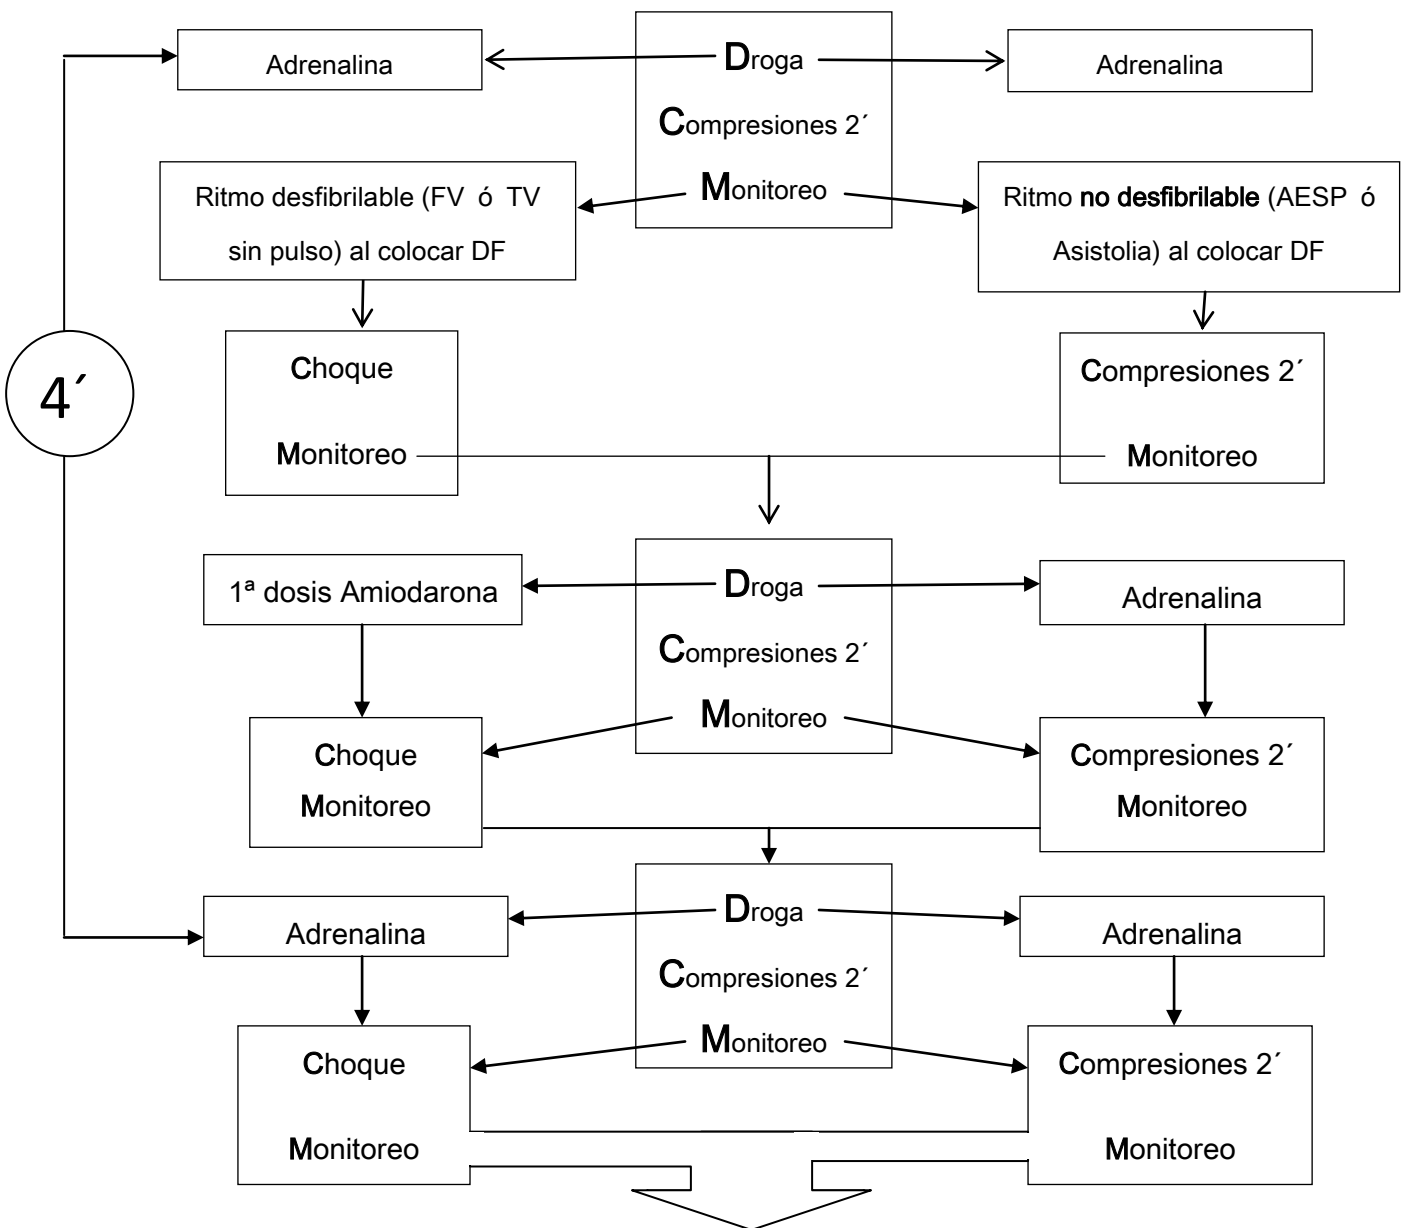 Adrenalina
Droga
Adrenalina
Compresiones 2´
Monitoreo
Ritmo desfibrilable (FV ó TV
sin pulso) al colocar DF
Ritmo no desfibrilable (AESP ó
Asistolia) al colocar DF
4´
Choque
Monitoreo
Compresiones 2´
Monitoreo
1ª dosis Amiodarona
Droga
Adrenalina
Compresiones 2´
Monitoreo
Choque
Monitoreo
Compresiones 2´
Monitoreo
Adrenalina
Droga
Adrenalina
Compresiones 2´
Monitoreo
Choque
Monitoreo
Compresiones 2´
Monitoreo